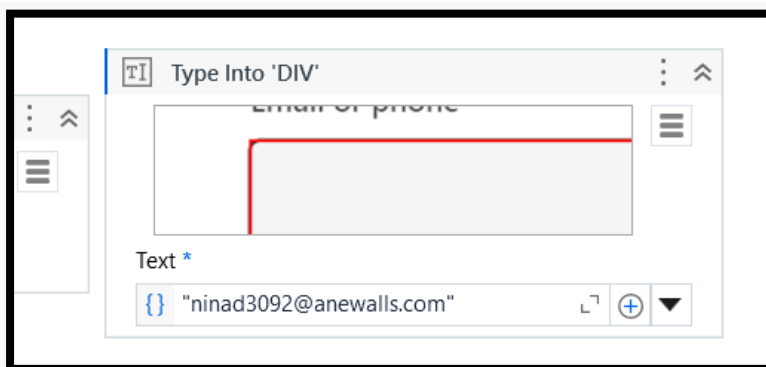 Type Into 'DIV'
Email or phone
Text *
{} "ninad3092@anewalls.com"